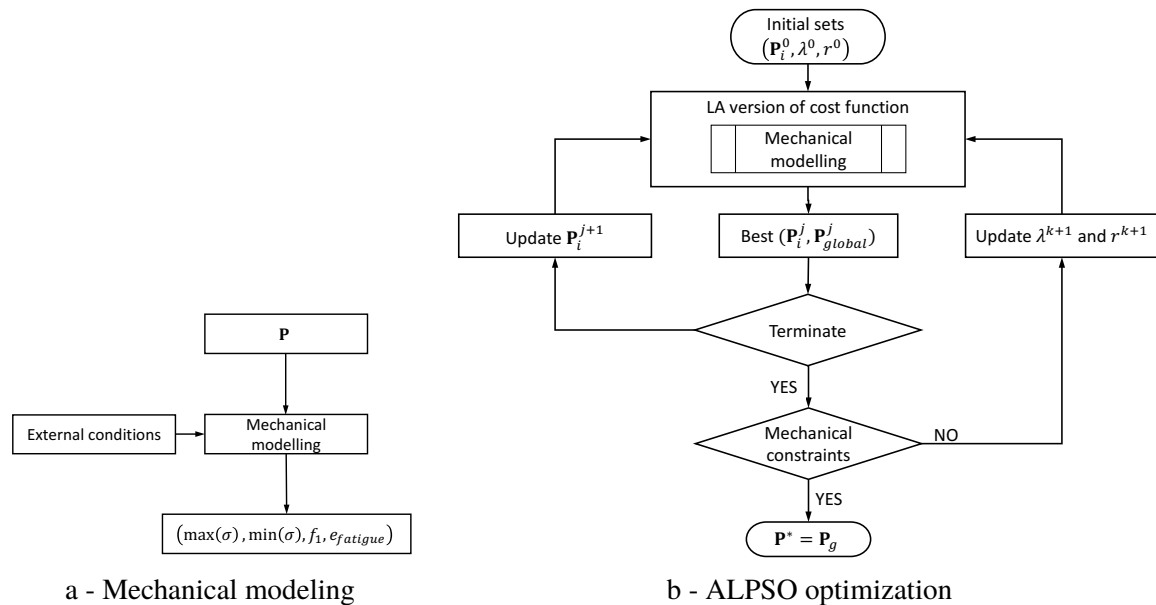 P
External conditions
Mechanical
modelling
(max(σ), min(σ), f₁, e_fatigue)
a - Mechanical modeling
Initial sets
(P_i^0, λ^0, r^0)
LA version of cost function
Mechanical
modelling
Update P_i^{j+1}
Best (P_i^j, P_global^j)
Update λ^{k+1} and r^{k+1}
Terminate
YES
Mechanical
constraints
NO
YES
P* = P_g
b - ALPSO optimization